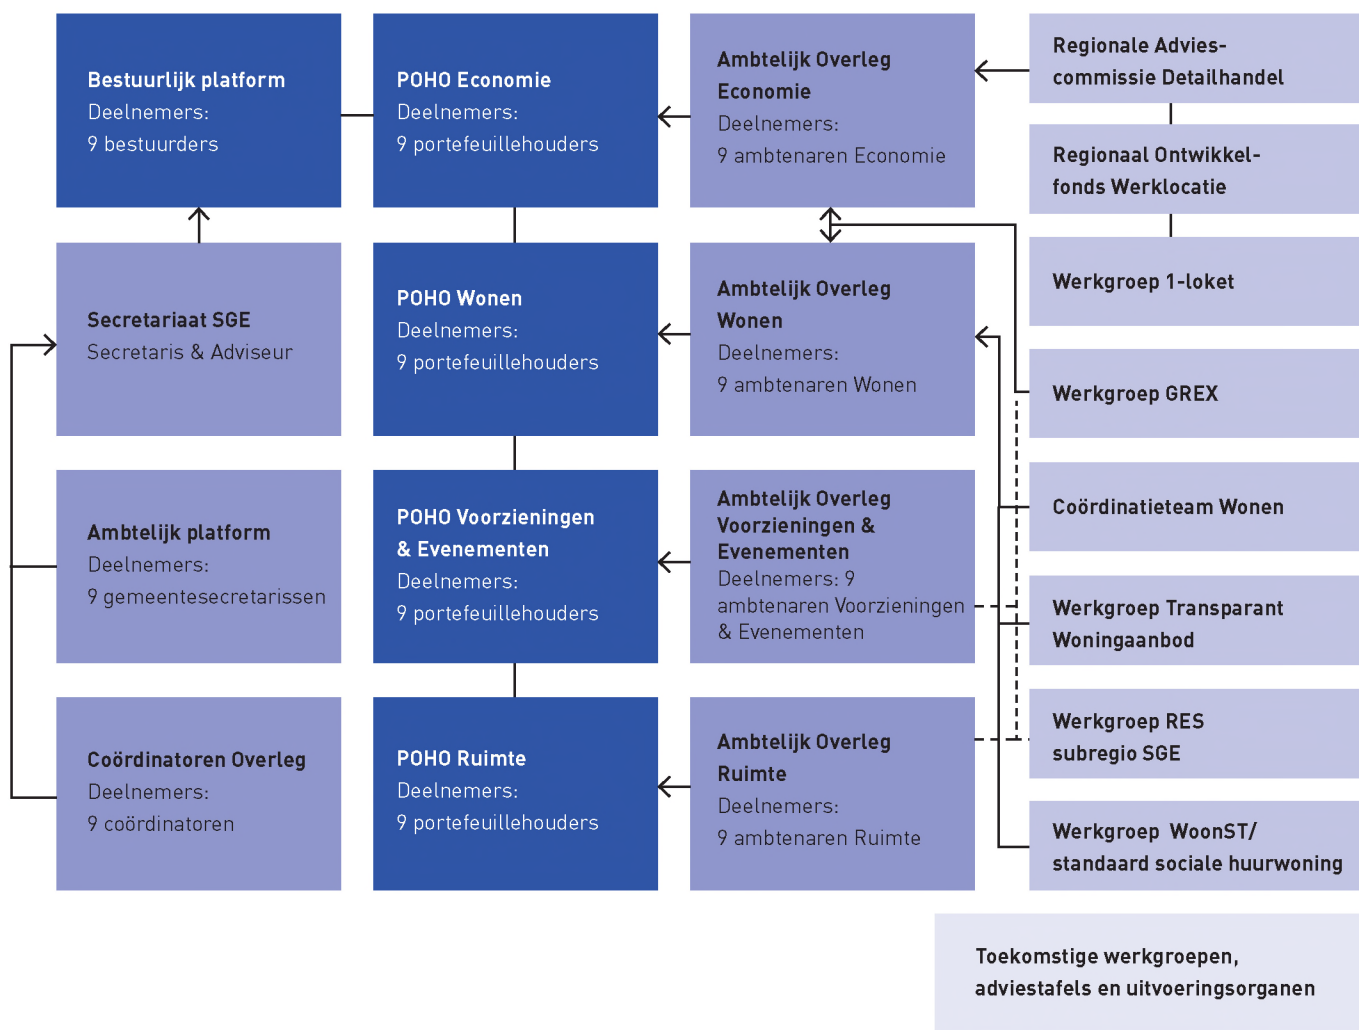 Bestuurlijk platform
Deelnemers:
9 bestuurders
Secretariaat SGE
Secretaris & Adviseur
Ambtelijk platform
Deelnemers:
9 gemeentesecretarissen
Coördinatoren Overleg
Deelnemers:
9 coördinatoren
POHO Economie
Deelnemers:
9 portefeuillehouders
POHO Wonen
Deelnemers:
9 portefeuillehouders
POHO Voorzieningen
& Evenementen
Deelnemers:
9 portefeuillehouders
POHO Ruimte
Deelnemers:
9 portefeuillehouders
Ambtelijk Overleg
Economie
Deelnemers:
9 ambtenaren Economie
Ambtelijk Overleg
Wonen
Deelnemers:
9 ambtenaren Wonen
Ambtelijk Overleg
Voorzieningen &
Evenementen
Deelnemers: 9
ambtenaren Voorzieningen
& Evenementen
Ambtelijk Overleg
Ruimte
Deelnemers:
9 ambtenaren Ruimte
Regionale Advies-
commissie Detailhandel
Regionaal Ontwikkel-
fonds Werklocatie
Werkgroep 1-loket
Werkgroep GREX
Coördinatieteam Wonen
Werkgroep Transparant
Woningaanbod
Werkgroep RES
subregio SGE
Werkgroep WoonST/
standaard sociale huurwoning
Toekomstige werkgroepen,
adviestafels en uitvoeringsorganen